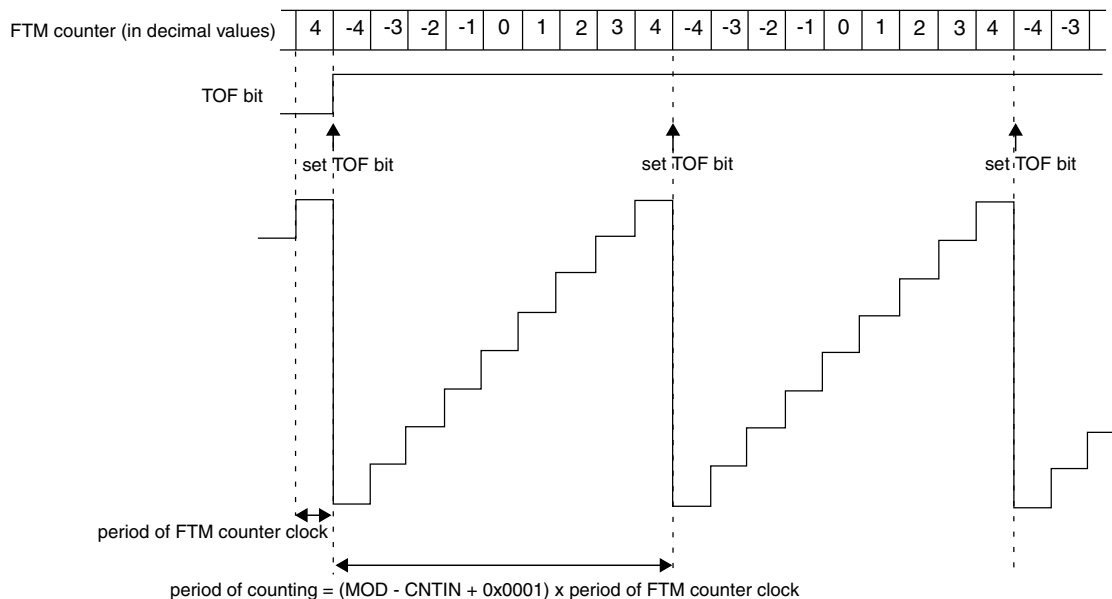 FTM counter (in decimal values) 4 -4 -3 -2 -1 0 1 2 3 4 -4 -3 -2 -1 0 1 2 3 4 -4 -3
TOF bit
set TOF bit set TOF bit set TOF bit
period of FTM counter clock
period of counting = (MOD - CNTIN + 0x0001) x period of FTM counter clock